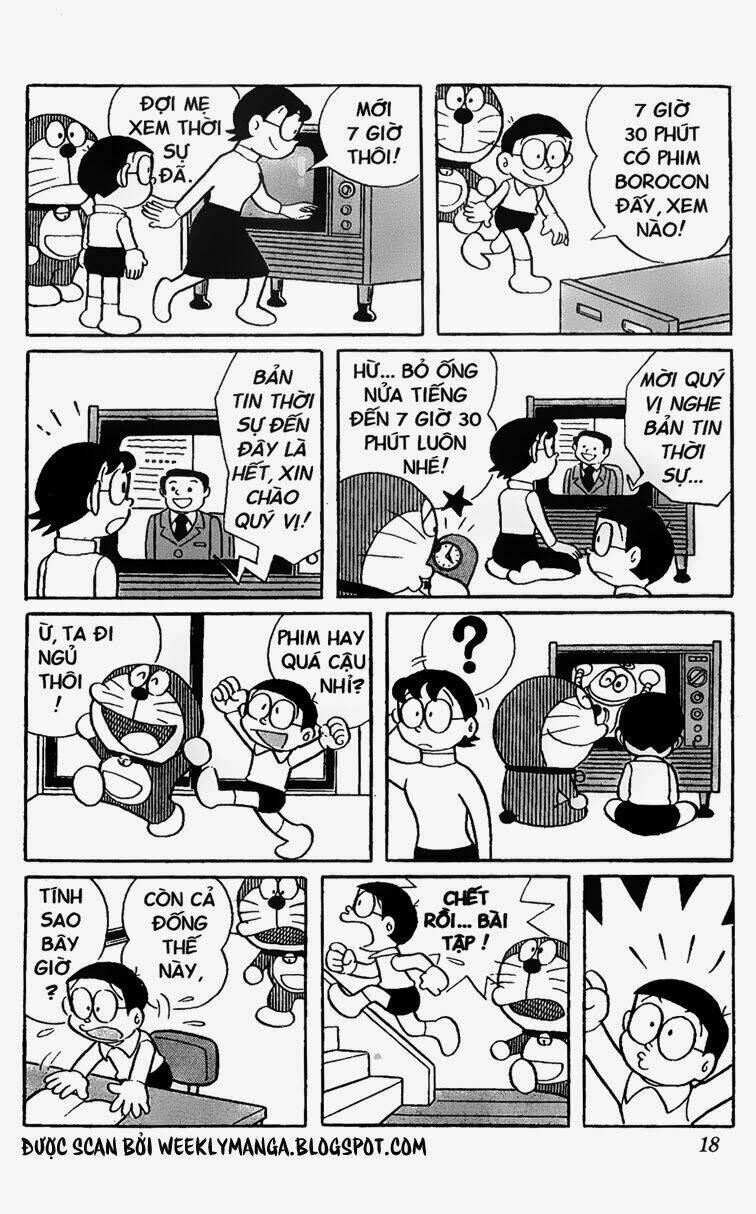 7 GIỜ
30 PHÚT
CÓ PHIM
BOROCON
ĐẤY, XEM
NÀO!
MỚI
7 GIỜ
THÔI!
ĐỢI MẸ
XEM THỜI
SỰ
ĐÃ.
MỜI QUÝ
VỊ NGHE
BẢN TIN
THỜI
SỰ...
HỪ... BỎ ỐNG
NỬA TIẾNG
ĐẾN 7 GIỜ 30
PHÚT LUÔN
NHÉ!
BẢN
TIN THỜI
SỰ ĐẾN
ĐÂY LÀ
HẾT, XIN
CHÀO
QUÝ VỊ!
?
PHIM HAY
QUÁ CẬU
NHỈ?
Ừ, TA ĐI
NGỦ
THÔI
!
CHẾT
RỒI... BÀI
TẬP!
CÒN CẢ
ĐỐNG THẾ
NÀY,
TÍNH
SAO
BÂY
GIỜ
?
ĐƯỢC SCAN BỞI WEEKLYMANGA.BLOGSPOT.COM
18